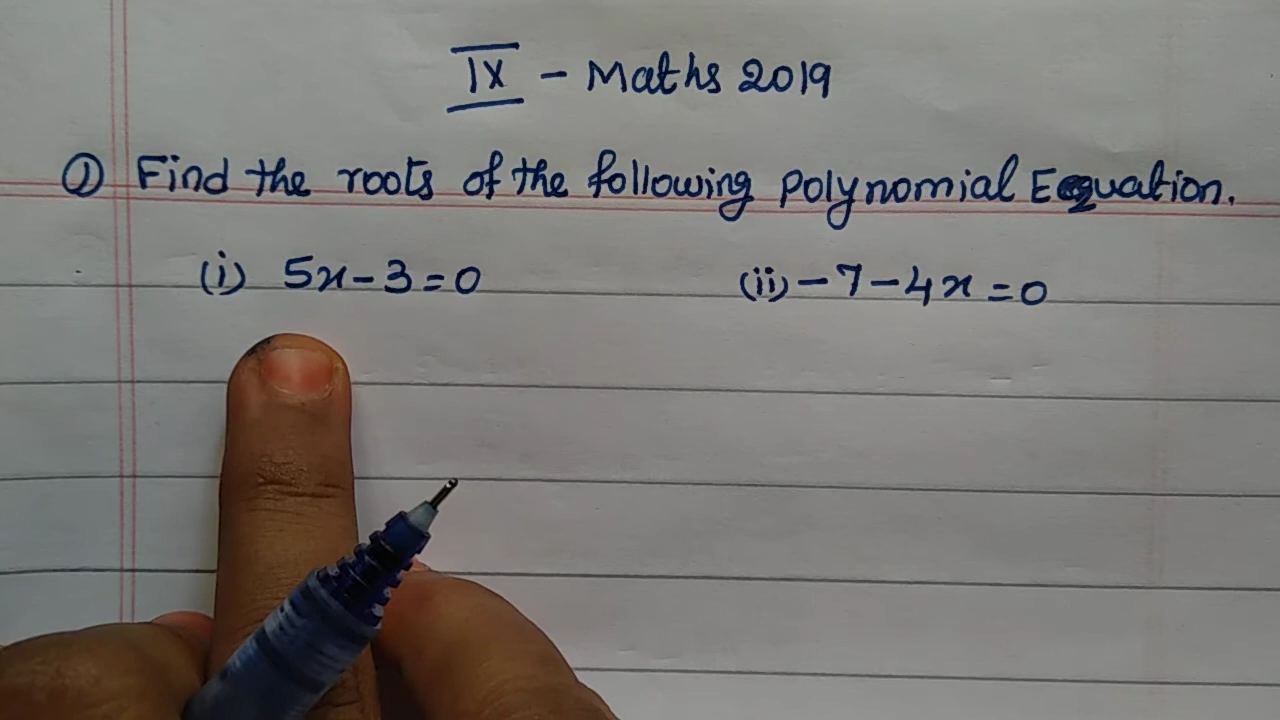 IX - Maths 2019
① Find the roots of the following Polynomial Equation.
(i) 5x-3=0 (ii) -7-4x=0